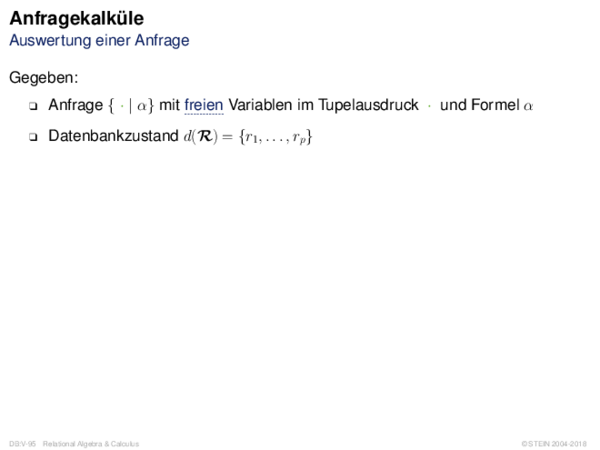 Anfragekalküle
Auswertung einer Anfrage
Gegeben:
❑ Anfrage { · | α} mit freien Variablen im Tupelausdruck · und Formel α
❑ Datenbankzustand d(𝓡) = {r₁, . . . , rₚ}
DB:V-95 Relational Algebra & Calculus
© STEIN 2004-2018